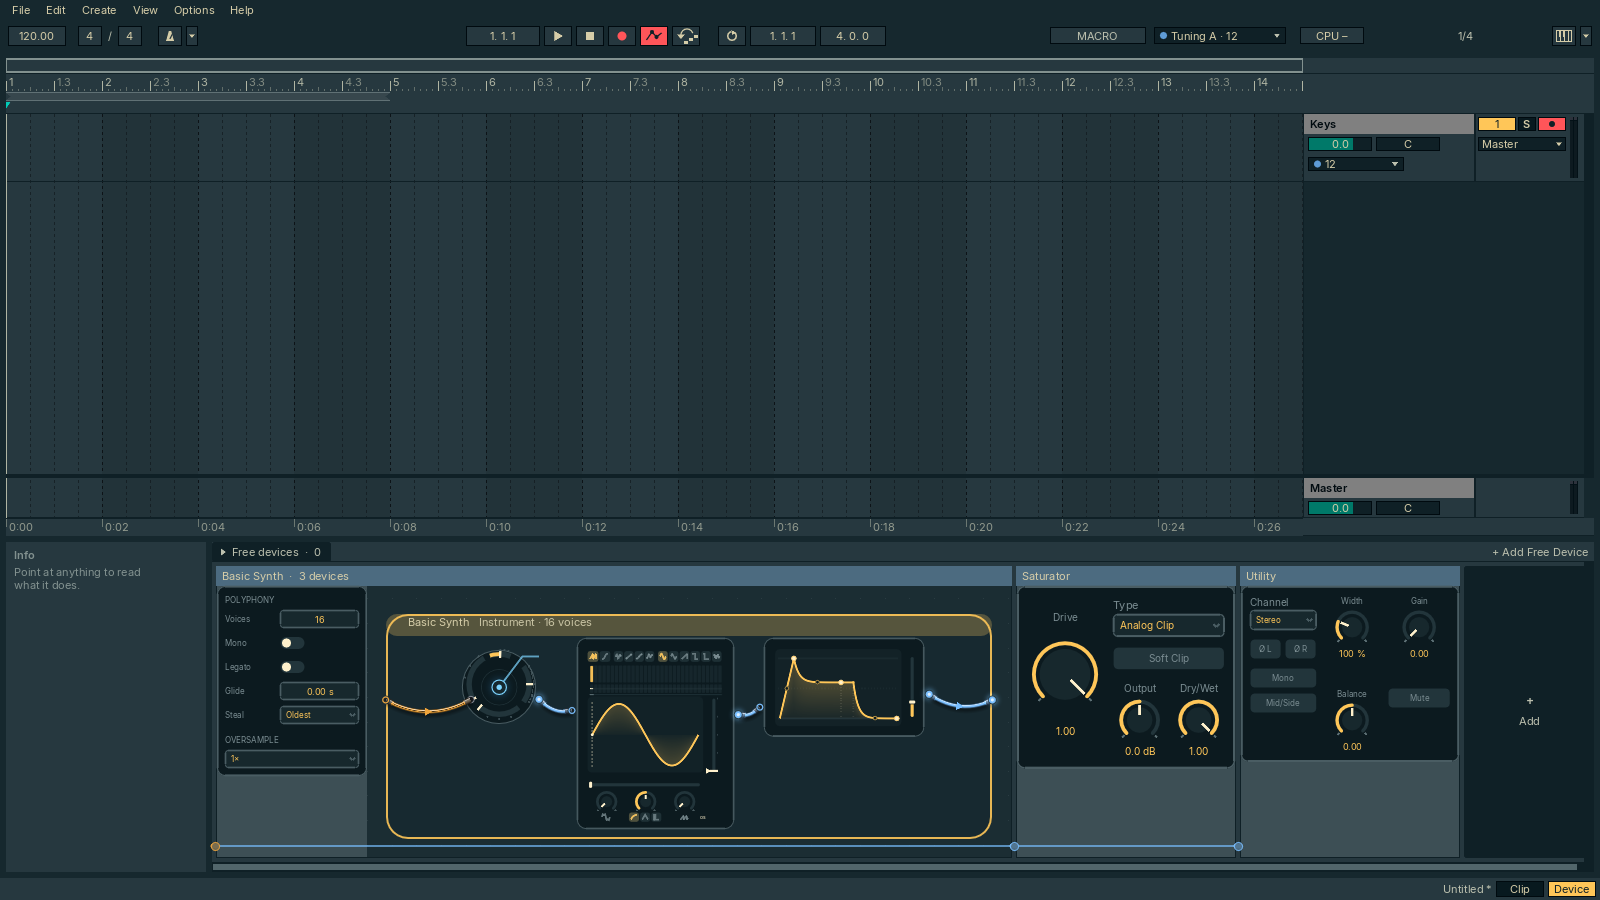 File Edit Create View Options Help
120.00 4 / 4 1. 1. 1 1. 1. 1 4. 0. 0 MACRO Tuning A · 12 CPU – 1/4
1 1.3 2 2.3 3 3.3 4 4.3 5 5.3 6 6.3 7 7.3 8 8.3 9 9.3 10 10.3 11 11.3 12 12.3 13 13.3 14
Keys 1 S
0.0 C Master
12
Master
0.0 C
0:00 0:02 0:04 0:06 0:08 0:10 0:12 0:14 0:16 0:18 0:20 0:22 0:24 0:26
Info
Point at anything to read
what it does.
Free devices · 0
+ Add Free Device
Basic Synth · 3 devices
POLYPHONY
Voices 16
Mono
Legato
Glide 0.00 s
Steal Oldest
OVERSAMPLE
1×
Basic Synth Instrument · 16 voices
∞
Saturator
Drive
1.00
Type
Analog Clip
Soft Clip
Output Dry/Wet
0.0 dB 1.00
Utility
Channel
Stereo
Ø L Ø R
Mono
Mid/Side
Width Gain
100 % 0.00
Balance
0.00
Mute
+
Add
Untitled * Clip Device